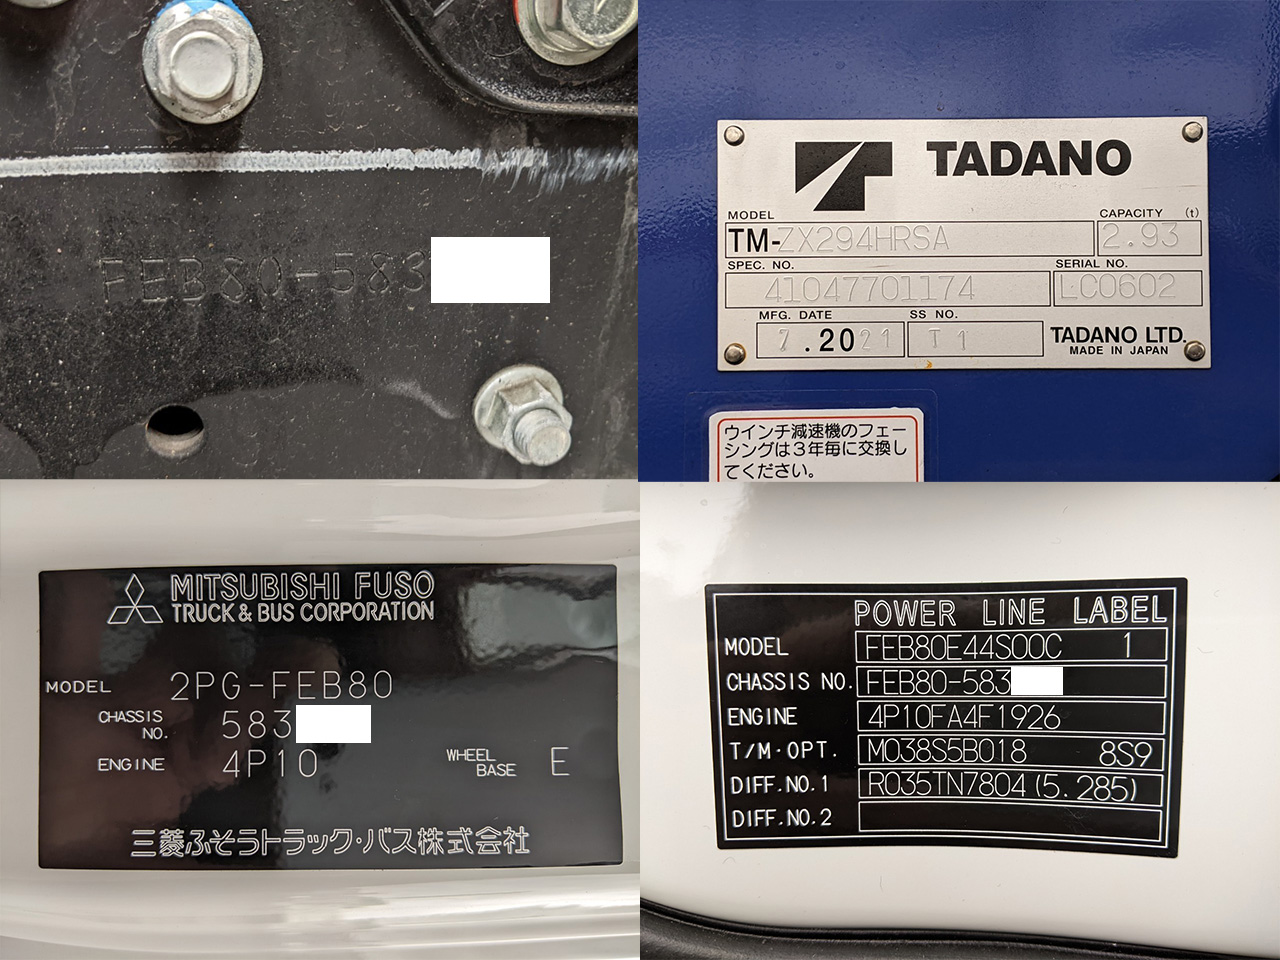 FEB80-583
TADANO
MODEL
CAPACITY (t)
TM-ZX294HRSA
2.93
SPEC. NO.
SERIAL NO.
41047701174
LC0602
MFG. DATE
SS NO.
7.2021
T1
TADANO LTD.
MADE IN JAPAN
ウインチ減速機のフェー
シングは3年毎に交換し
てください。
MITSUBISHI FUSO
TRUCK & BUS CORPORATION
MODEL 2PG-FEB80
CHASSIS NO. 583
ENGINE 4P10
WHEEL BASE E
三菱ふそうトラック・バス株式会社
POWER LINE LABEL
MODEL FEB80E44S00C 1
CHASSIS NO. FEB80-583
ENGINE 4P10FA4F1926
T/M・OPT. M038S5B018 8S9
DIFF.NO.1 R035TN7804(5.285)
DIFF.NO.2